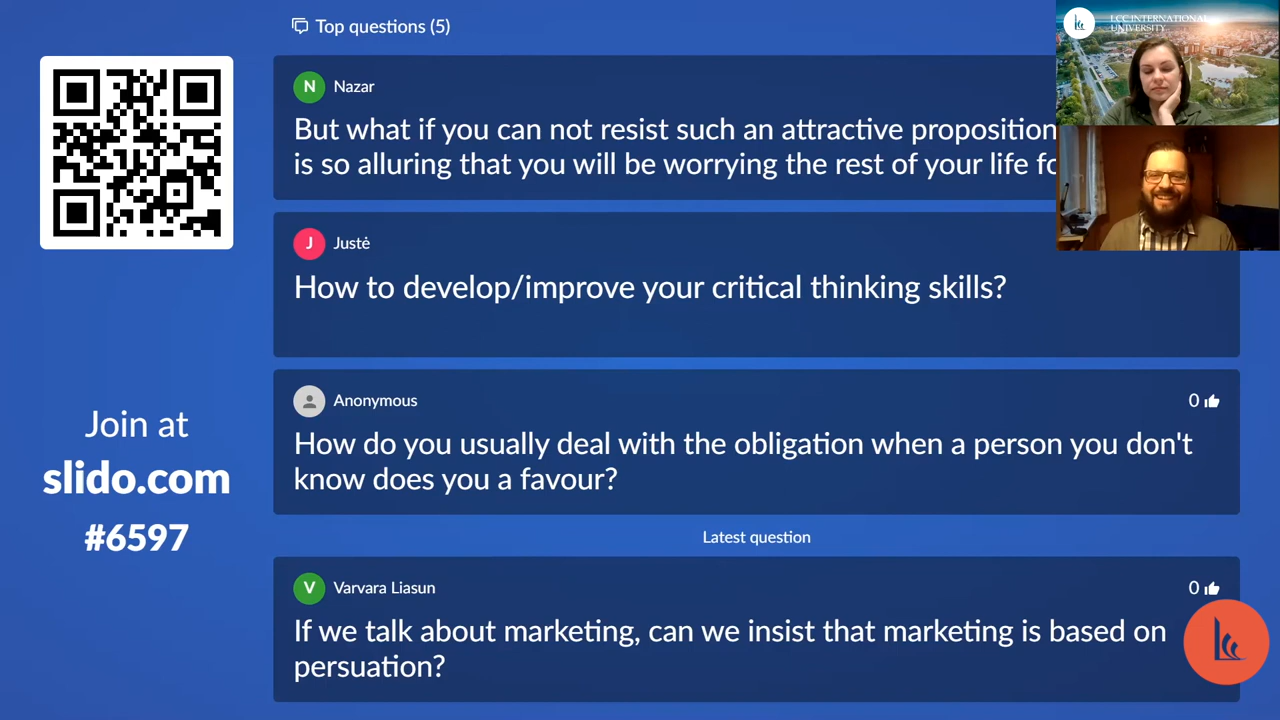 Top questions (5)
N Nazar
But what if you can not resist such an attractive proposition
is so alluring that you will be worrying the rest of your life fo
J Justė
How to develop/improve your critical thinking skills?
Anonymous 0
How do you usually deal with the obligation when a person you don't
know does you a favour?
Latest question
V Varvara Liasun 0
If we talk about marketing, can we insist that marketing is based on
persuation?
Join at
slido.com
#6597
LCC INTERNATIONAL
UNIVERSITY